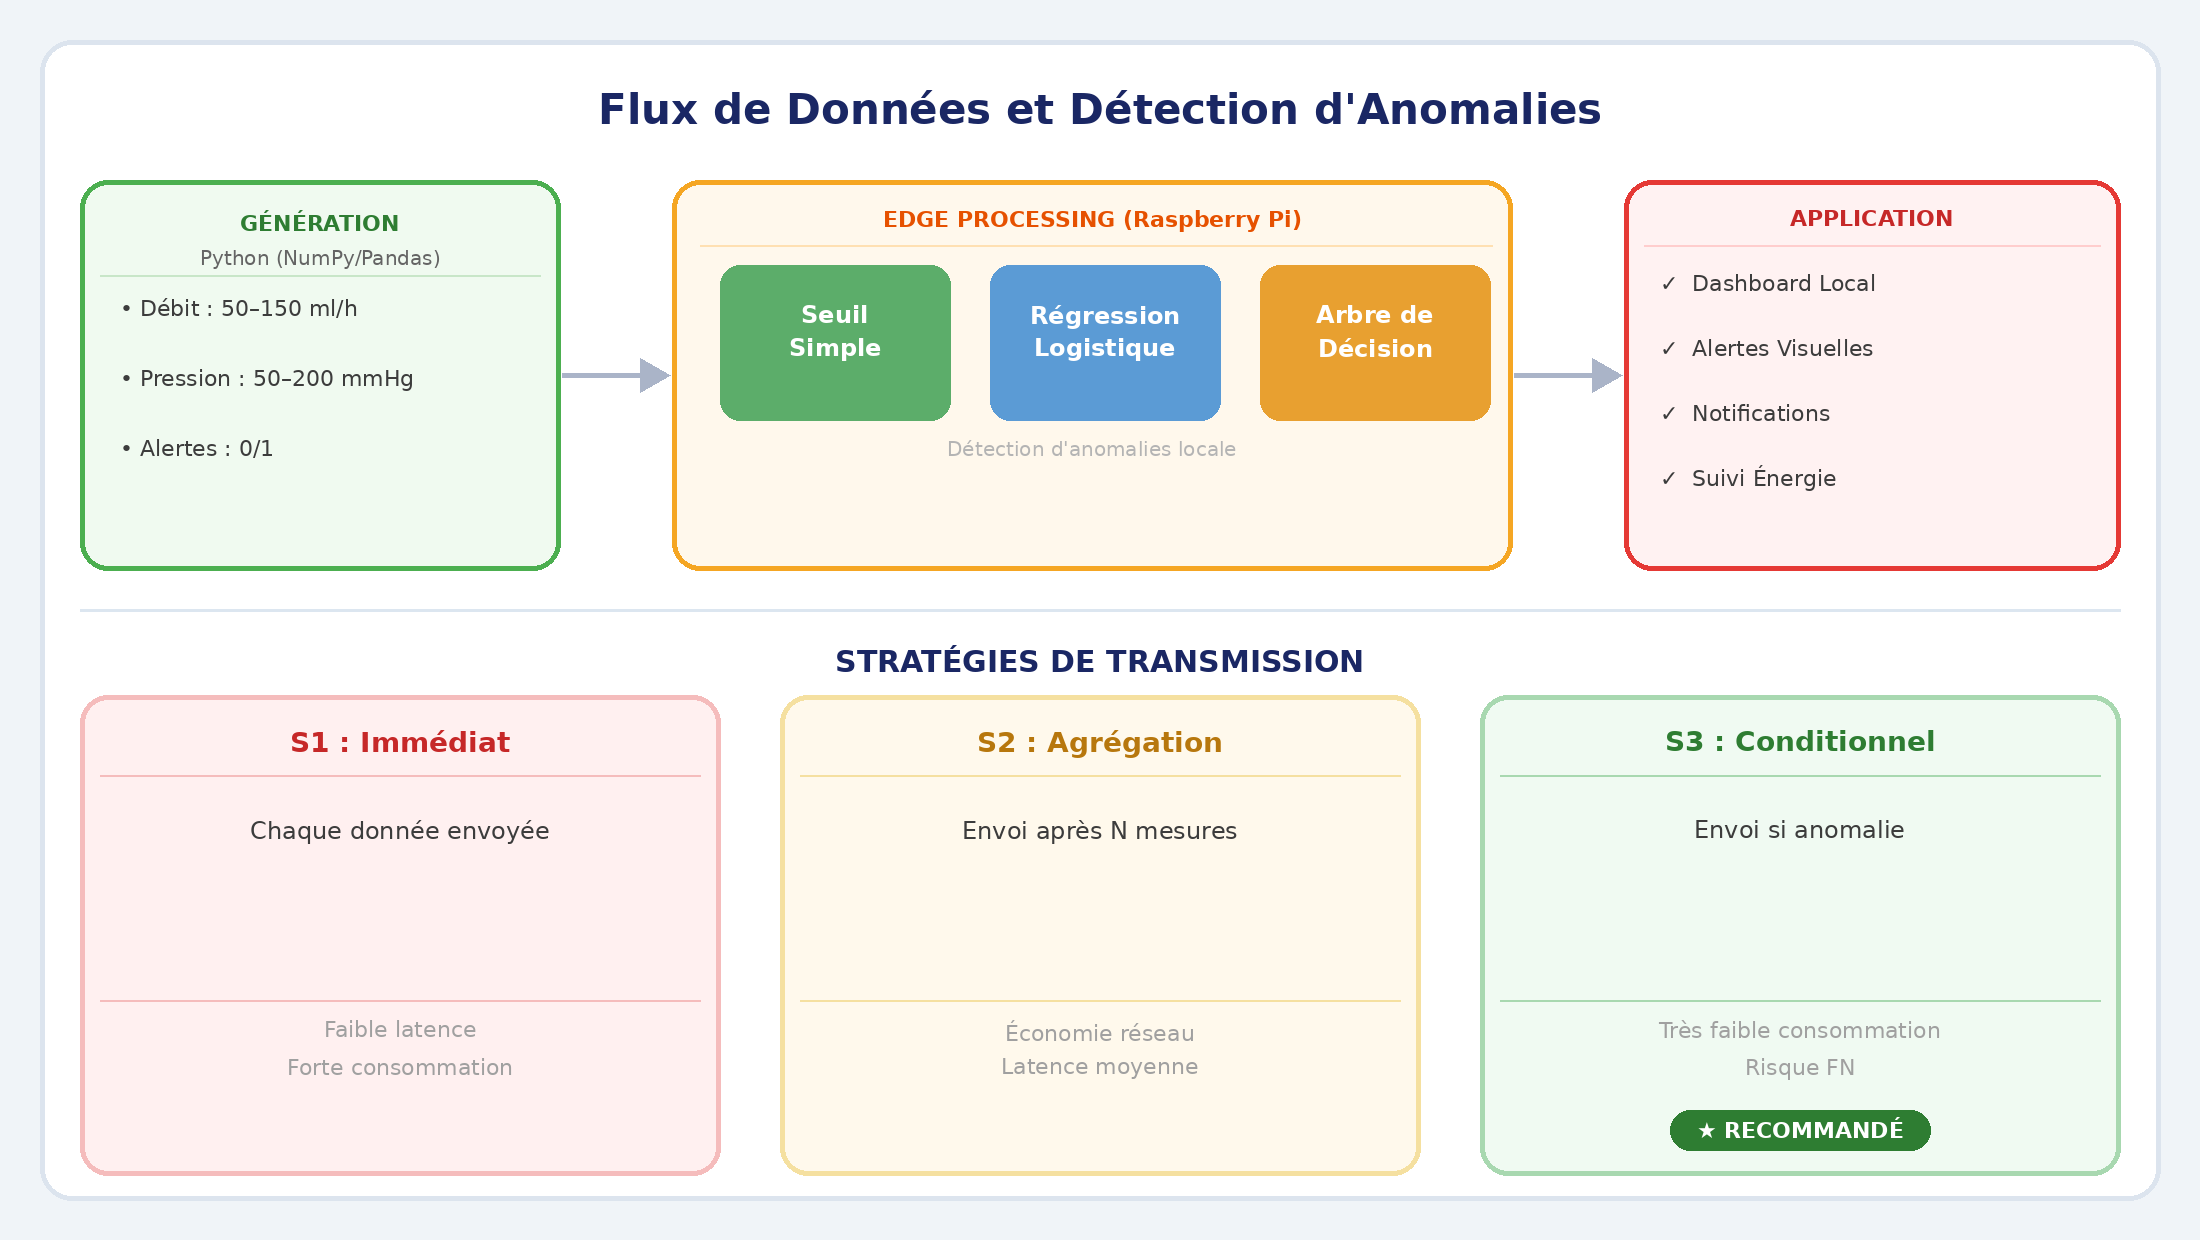 Flux de Données et Détection d'Anomalies
GÉNÉRATION
Python (NumPy/Pandas)
• Débit : 50–150 ml/h
• Pression : 50–200 mmHg
• Alertes : 0/1
EDGE PROCESSING (Raspberry Pi)
Seuil
Simple
Régression
Logistique
Arbre de
Décision
Détection d'anomalies locale
APPLICATION
✓ Dashboard Local
✓ Alertes Visuelles
✓ Notifications
✓ Suivi Énergie
STRATÉGIES DE TRANSMISSION
S1 : Immédiat
Chaque donnée envoyée
Faible latence
Forte consommation
S2 : Agrégation
Envoi après N mesures
Économie réseau
Latence moyenne
S3 : Conditionnel
Envoi si anomalie
Très faible consommation
Risque FN
★ RECOMMANDÉ